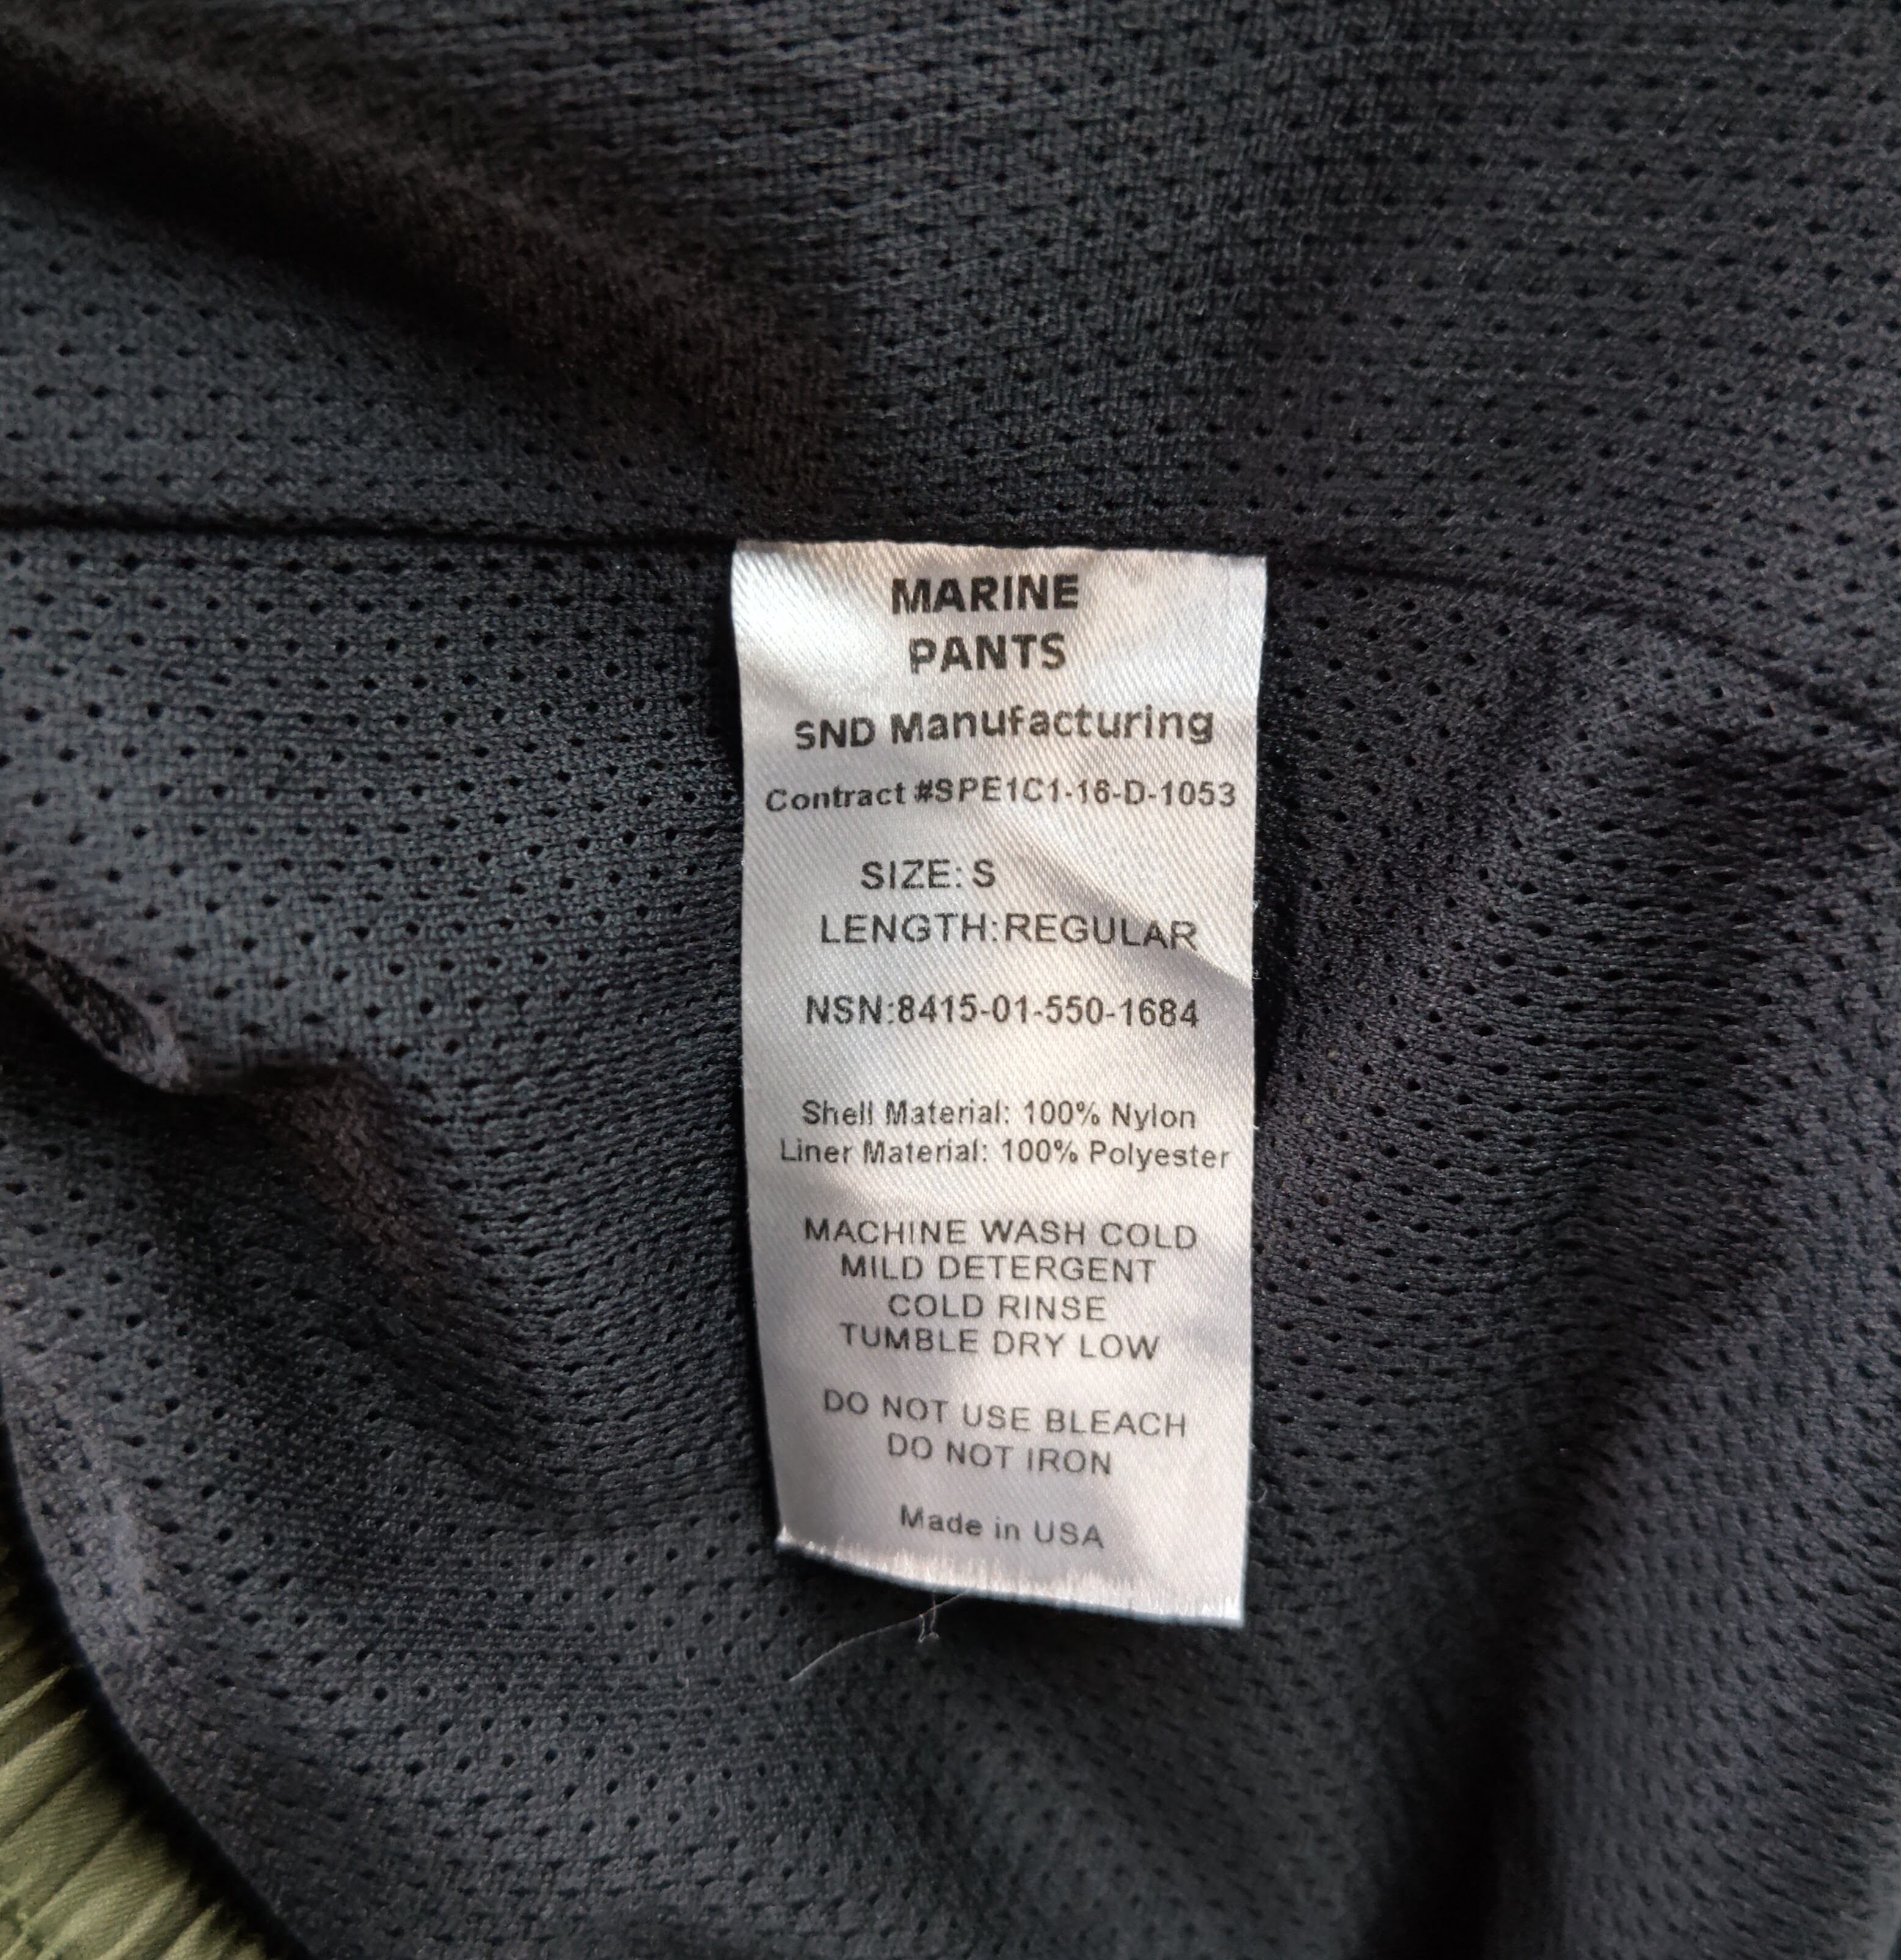 MARINE
PANTS
SND Manufacturing
Contract #SPE1C1-16-D-1053
SIZE: S
LENGTH:REGULAR
NSN:8415-01-550-1684
Shell Material: 100% Nylon
Liner Material: 100% Polyester
MACHINE WASH COLD
MILD DETERGENT
COLD RINSE
TUMBLE DRY LOW
DO NOT USE BLEACH
DO NOT IRON
Made in USA